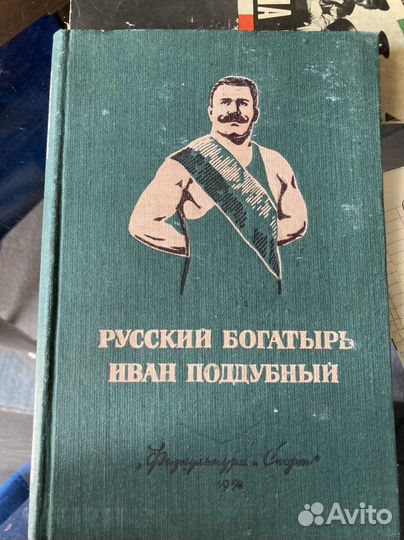 РУССКИЙ БОГАТЫРЬ
ИВАН ПОДДУБНЫЙ
„Физкультура и Спорт“
Avito